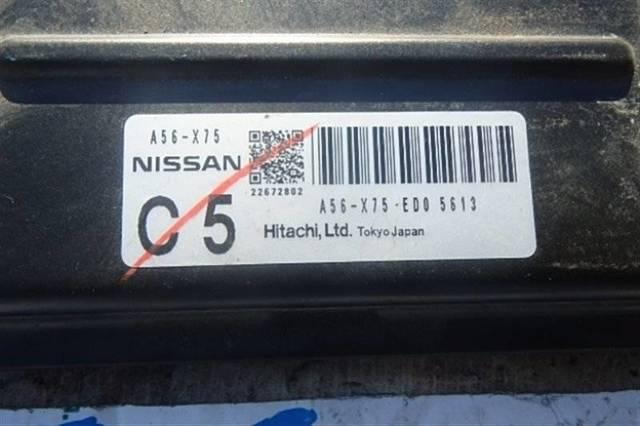 A56-X75
NISSAN
22672802
C5
A56-X75-ED0 5613
Hitachi, Ltd. Tokyo Japan